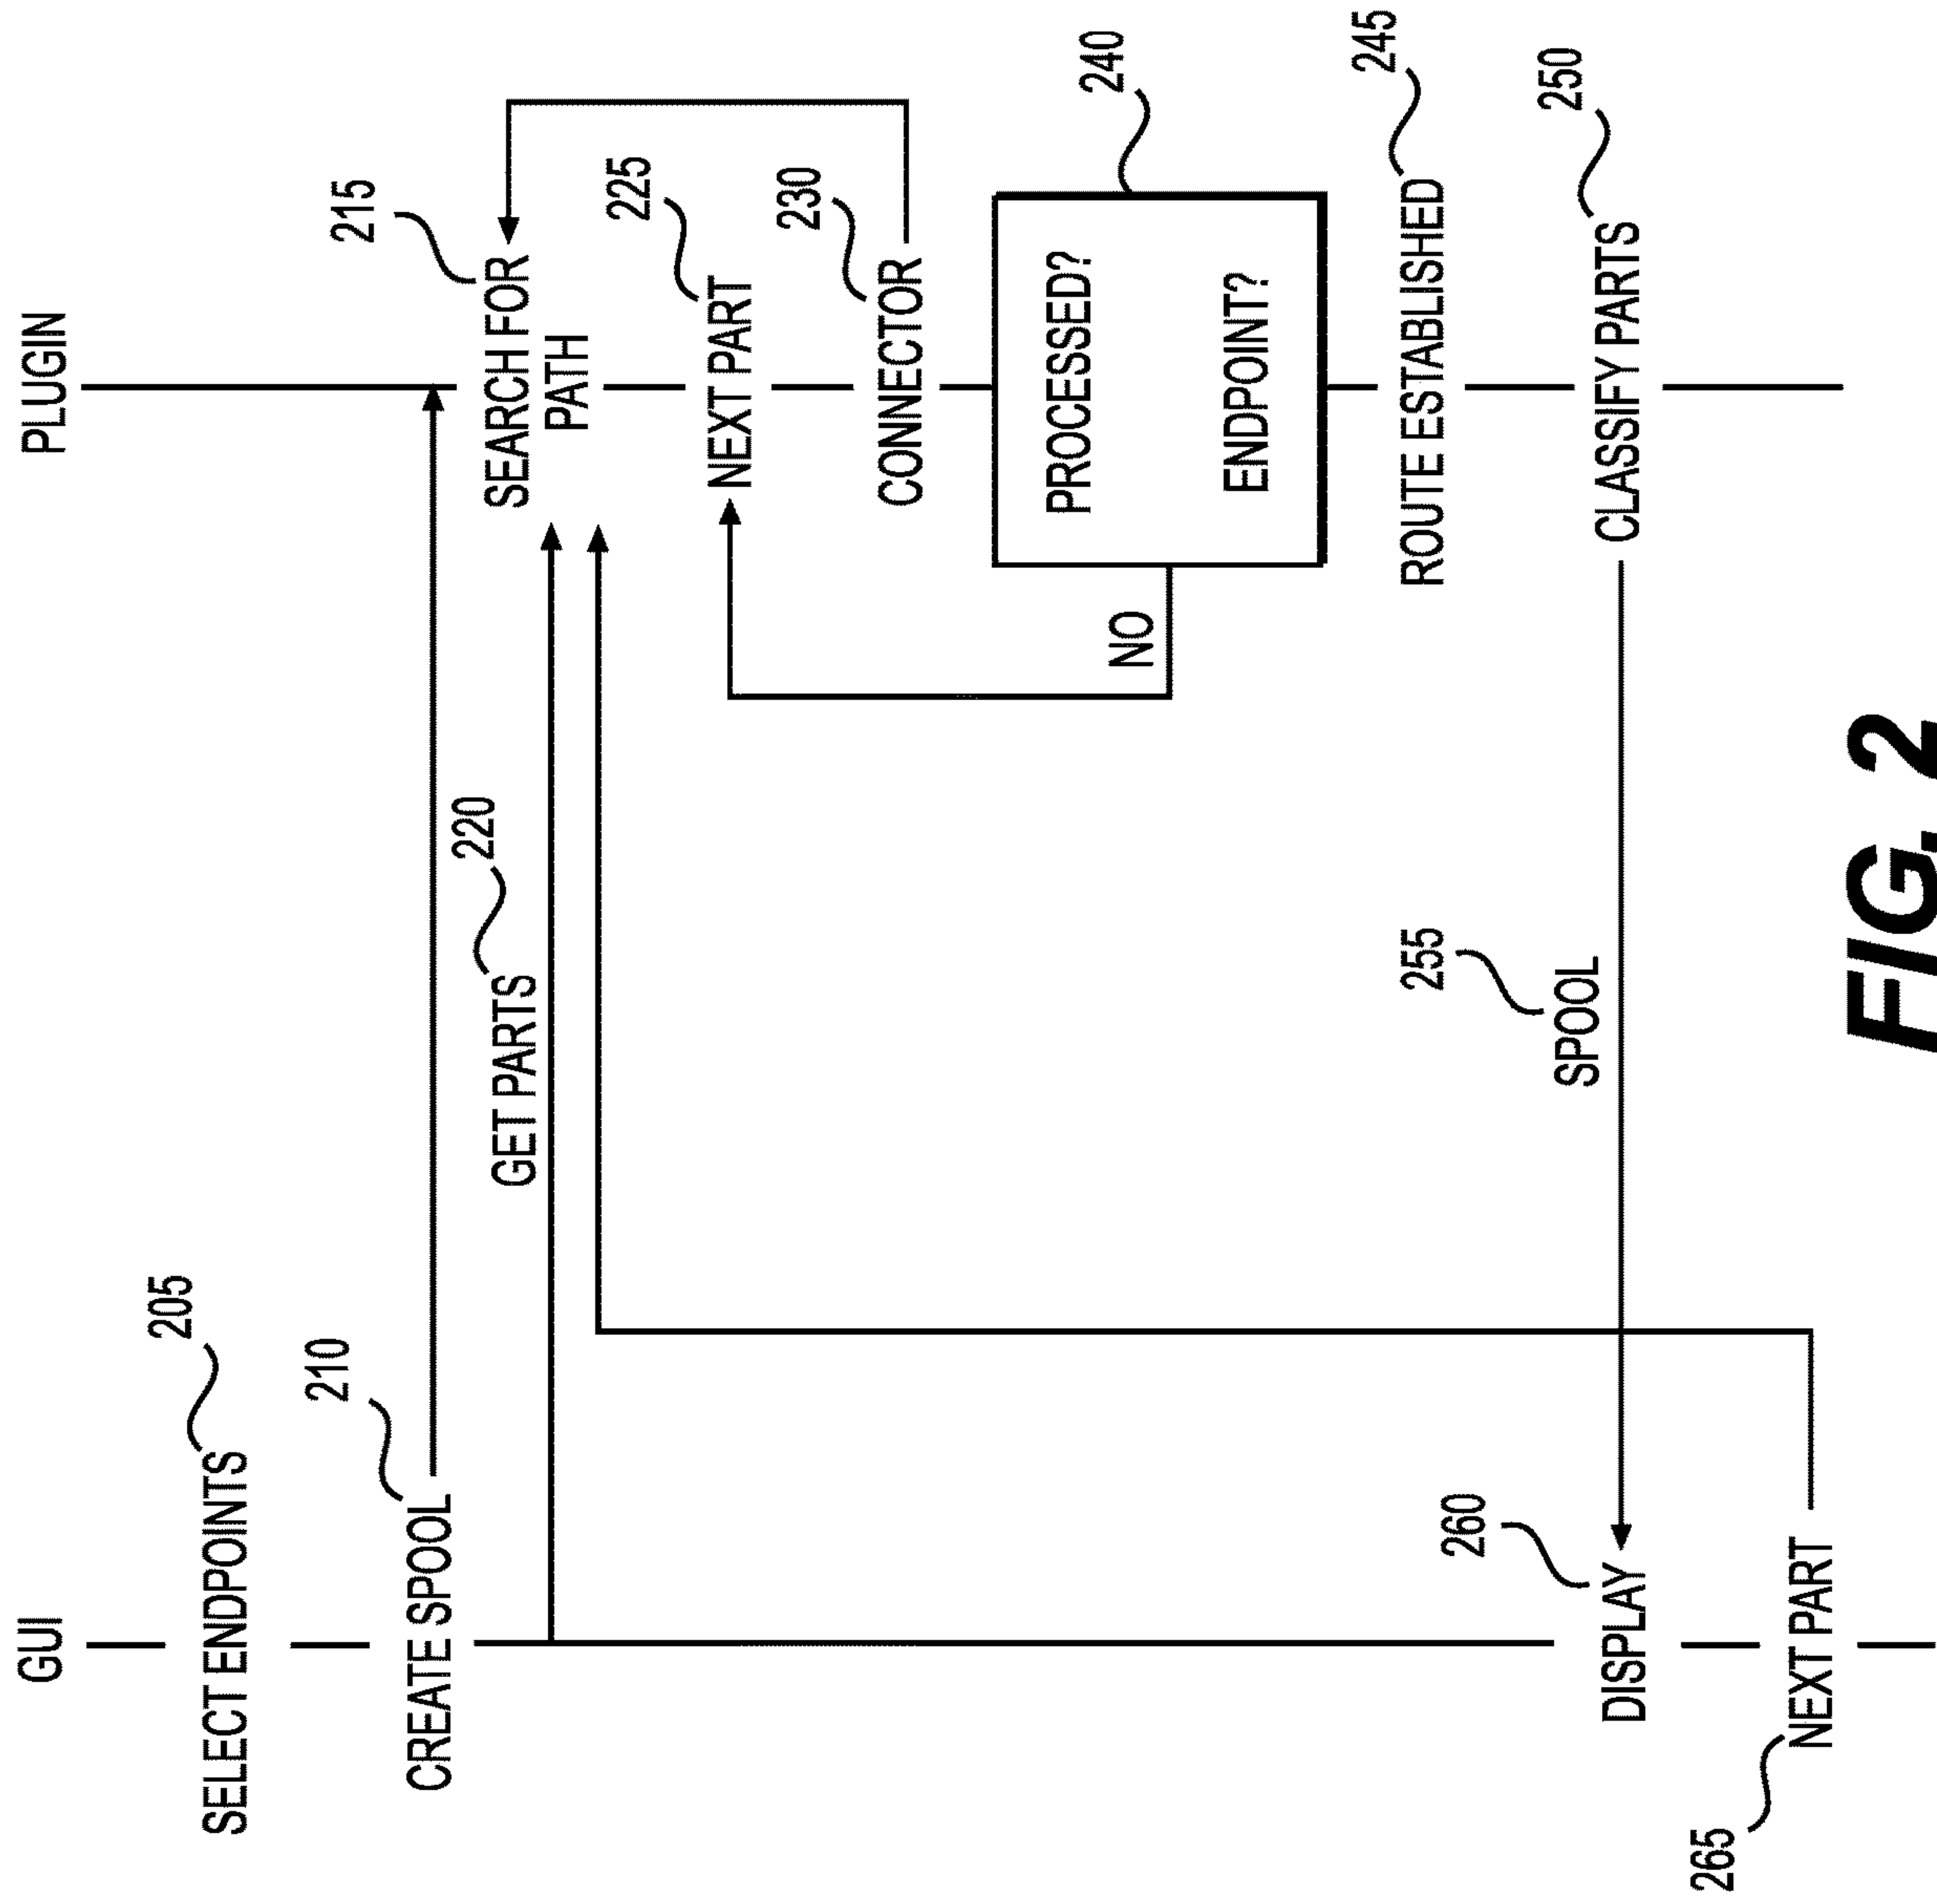 GUI
PLUGIN
205
SELECT ENDPOINTS
210
CREATE SPOOL
215
SEARCH FOR
PATH
220
GET PARTS
225
NEXT PART
230
CONNECTOR
240
PROCESSED?
ENDPOINT?
NO
245
ROUTE ESTABLISHED
250
CLASSIFY PARTS
255
SPOOL
260
DISPLAY
265
NEXT PART
FIG. 2